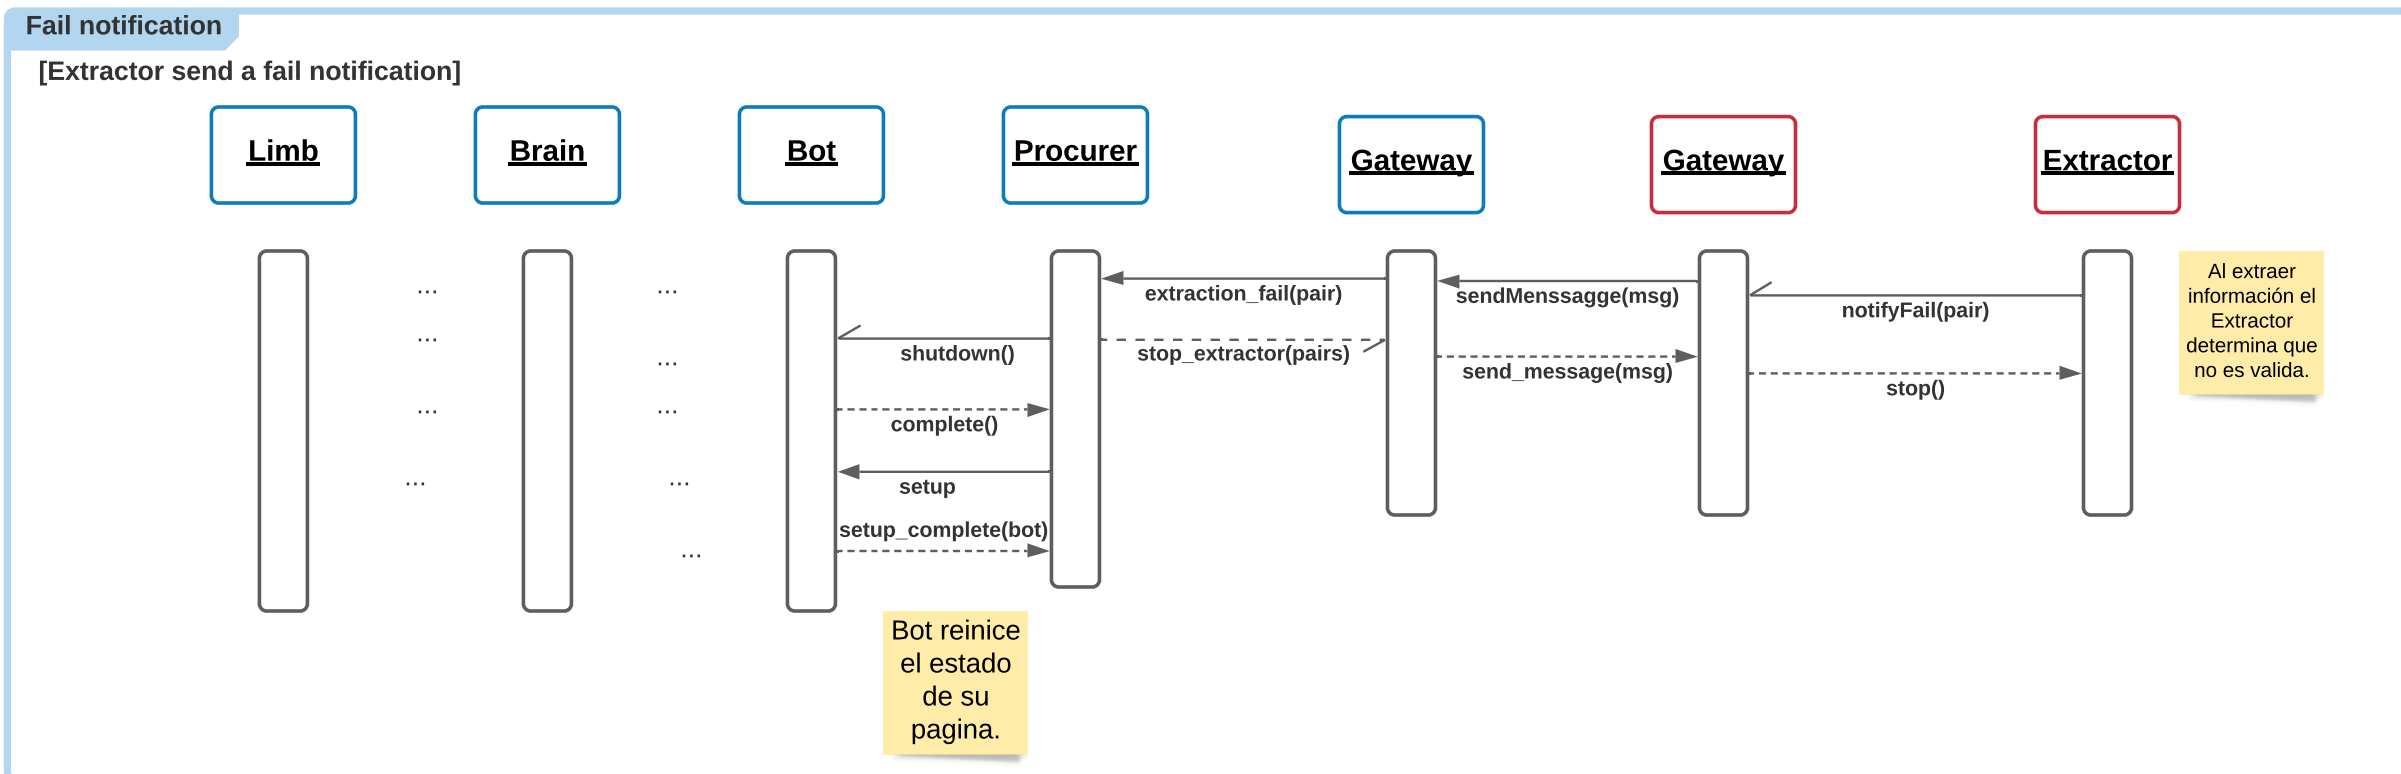 Fail notification
[Extractor send a fail notification]
Limb
Brain
Bot
Procurer
Gateway
Gateway
Extractor
...
...
extraction_fail(pair)
sendMenssagge(msg)
notifyFail(pair)
Al extraer
información el
Extractor
determina que
no es valida.
...
...
shutdown()
stop_extractor(pairs)
send_message(msg)
stop()
...
...
complete()
...
...
setup
setup_complete(bot)
...
Bot reinice
el estado
de su
pagina.